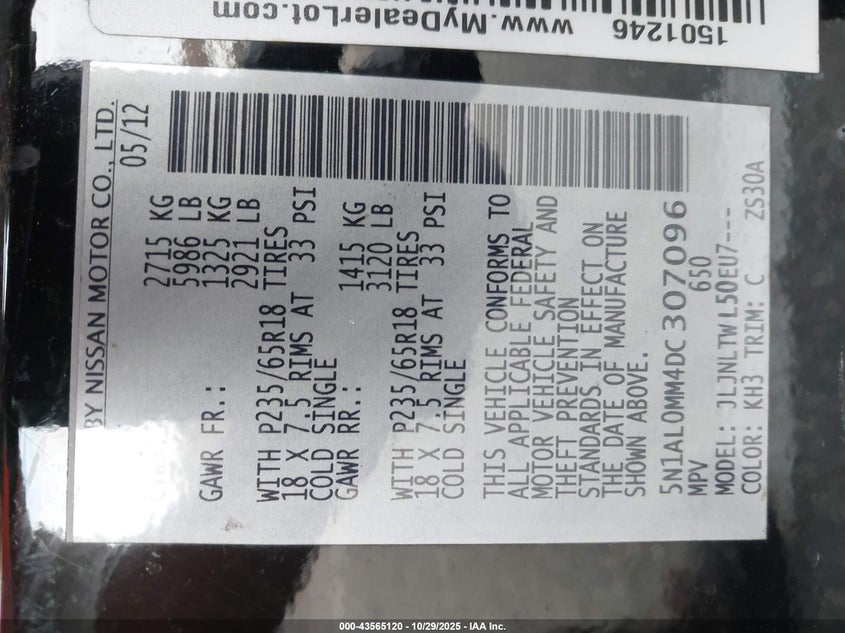 1501246
www.MyDealerLot.com
BY NISSAN MOTOR CO., LTD.
05/12
2715 KG
5986 LB
GAWR FR.: 1325 KG
2921 LB
WITH P235/65R18 TIRES
18 X 7.5 RIMS AT 33 PSI
COLD SINGLE
GAWR RR.: 1415 KG
3120 LB
WITH P235/65R18 TIRES
18 X 7.5 RIMS AT 33 PSI
COLD SINGLE
THIS VEHICLE CONFORMS TO
ALL APPLICABLE FEDERAL
MOTOR VEHICLE SAFETY AND
THEFT PREVENTION
STANDARDS IN EFFECT ON
THE DATE OF MANUFACTURE
SHOWN ABOVE.
5N1AL0MM4DC307096
MPV 650
MODEL: JLJNLTWL50EU7---
COLOR: KH3 TRIM: C ZS30A
000-43565120 - 10/29/2025 - IAA Inc.